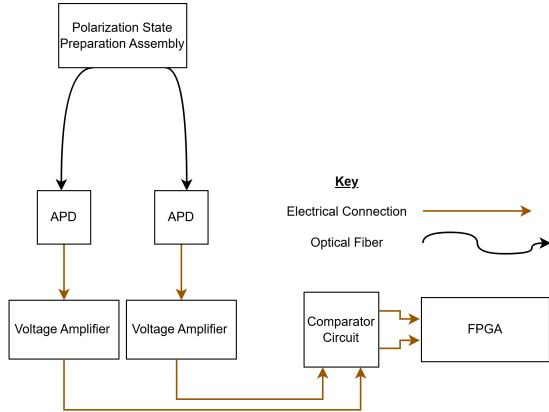 Polarization State
Preparation Assembly
APD
APD
Key
Electrical Connection
Optical Fiber
Voltage Amplifier
Voltage Amplifier
Comparator
Circuit
FPGA